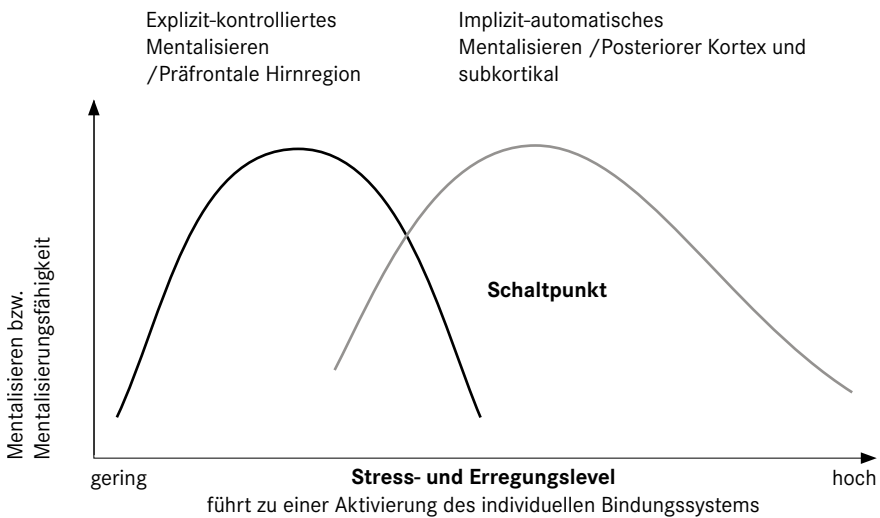 Explizit-kontrolliertes
Mentalisieren
/Präfrontale Hirnregion
Implizit-automatisches
Mentalisieren /Posteriorer Kortex und
subkortikal
Mentalisieren bzw.
Mentalisierungsfähigkeit
Schaltpunkt
gering
Stress- und Erregungslevel
hoch
führt zu einer Aktivierung des individuellen Bindungssystems